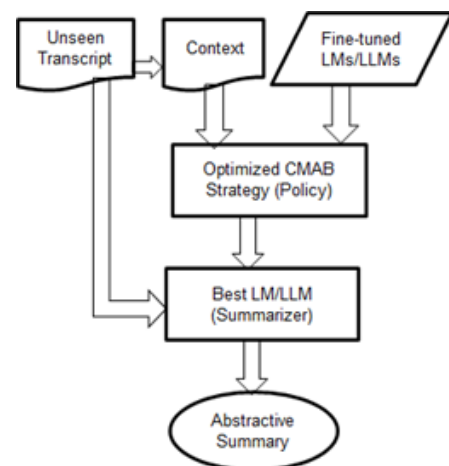 Unseen
Transcript
Context
Fine-tuned
LMs/LLMs
Optimized CMAB
Strategy (Policy)
Best LM/LLM
(Summarizer)
Abstractive
Summary